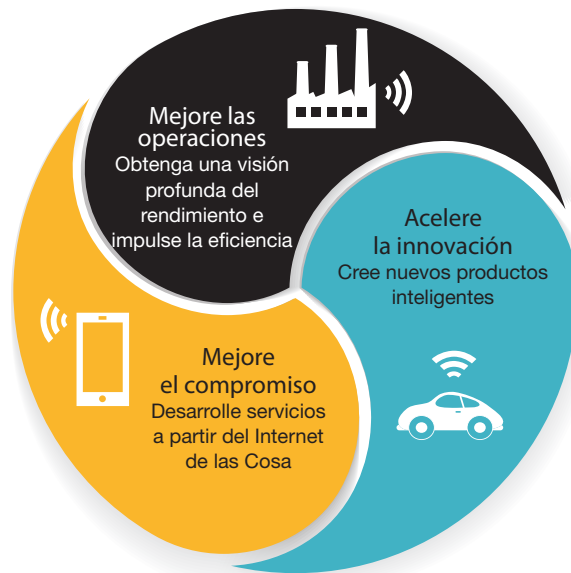 Mejore las
operaciones
Obtenga una visión
profunda del
rendimiento e
impulse la eficiencia
Acelere
la innovación
Cree nuevos productos
inteligentes
Mejore
el compromiso
Desarrolle servicios
a partir del Internet
de las Cosa